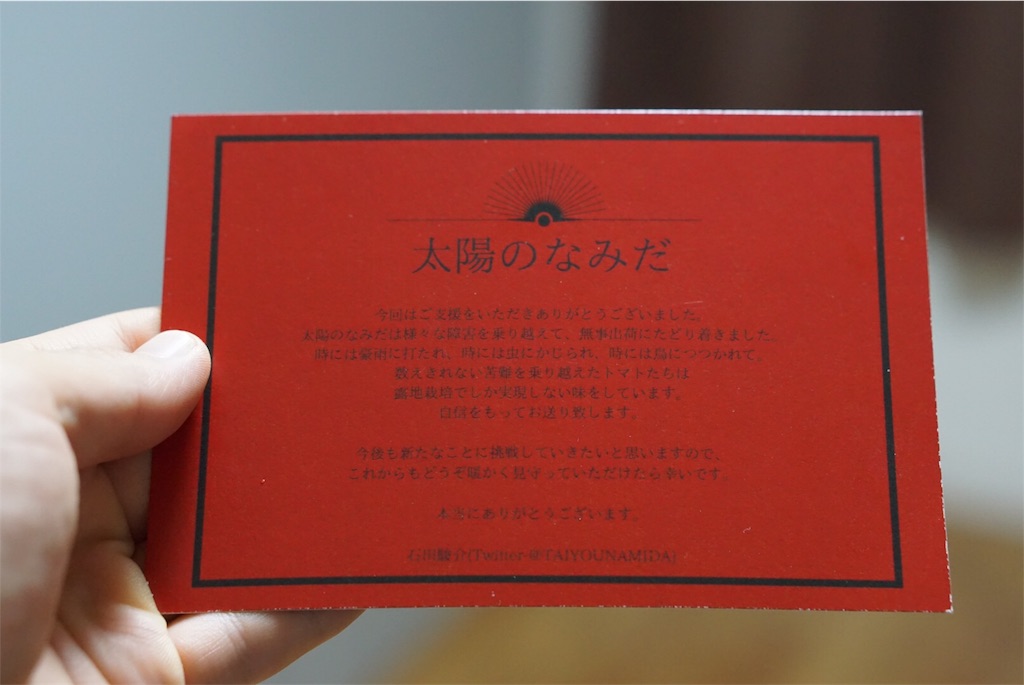 太陽のなみだ
今回はご支援をいただきありがとうございました。
太陽のなみだは様々な障害を乗り越えて、無事出荷にたどり着きました。
時には豪雨に打たれ、時には虫にかじられ、時には鳥につつかれて。
数えきれない苦難を乗り越えたトマトたちは
露地栽培でしか実現しない味をしています。
自信をもってお送り致します。
今後も新たなことに挑戦していきたいと思いますので、
これからもどうぞ暖かく見守っていただけたら幸いです
本当にありがとうございます。
石田駿介(Twitter @TAIYOUNAMIDA)